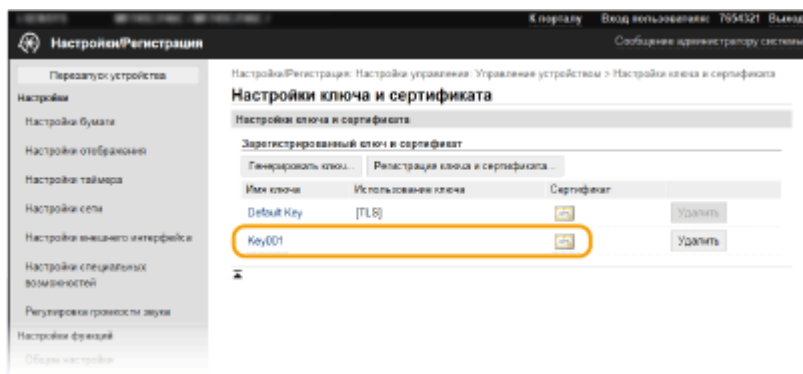 К порталу Вход пользователя: 7654321 Выход
Настройки/Регистрация
Сообщение администратору системы
Перезапуск устройства
Настройки
Настройки бумаги
Настройки отображения
Настройки таймера
Настройки сети
Настройки внешнего интерфейса
Настройки специальных
возможностей
Регулировка громкости звука
Настройки функций
Общие настройки
Настройка/Регистрация: Настройки управления: Управление устройством > Настройки ключа и сертификата
Настройки ключа и сертификата
Настройки ключа и сертификата
Зарегистрированный ключ и сертификат
Генерировать ключ... Регистрация ключа и сертификата...
Имя ключа Использование ключа Сертификат
Default Key [TLS] Удалить
Key001 Удалить